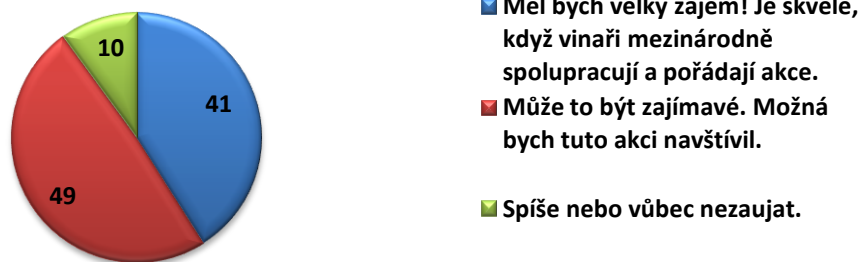 Měl bych velký zájem! Je skvělé,
když vinaři mezinárodně
spolupracují a pořádají akce.
Může to být zajímavé. Možná
bych tuto akci navštívil.
Spíše nebo vůbec nezaujat.
10
41
49